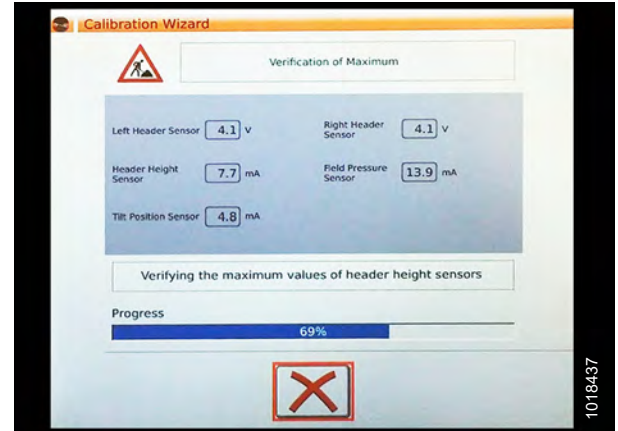 Calibration Wizard
Verification of Maximum
Left Header Sensor 4.1 V
Right Header Sensor 4.1 V
Header Height Sensor 7.7 mA
Field Pressure Sensor 13.9 mA
Tilt Position Sensor 4.8 mA
Verifying the maximum values of header height sensors
Progress
69%
1018437